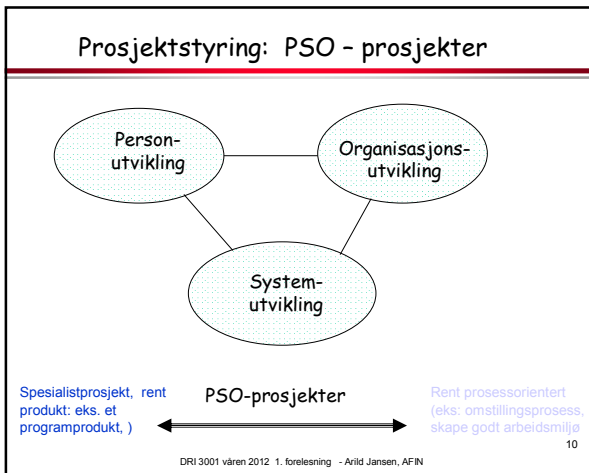 Prosjektstyring: PSO – prosjekter
Person-
utvikling
Organisasjons-
utvikling
System-
utvikling
Spesialistprosjekt, rent
produkt: eks. et
programprodukt, )
PSO-prosjekter
Rent prosessorientert
(eks: omstillingsprosess,
skape godt arbeidsmiljø
10
DRI 3001 våren 2012 1. forelesning - Arild Jansen, AFIN